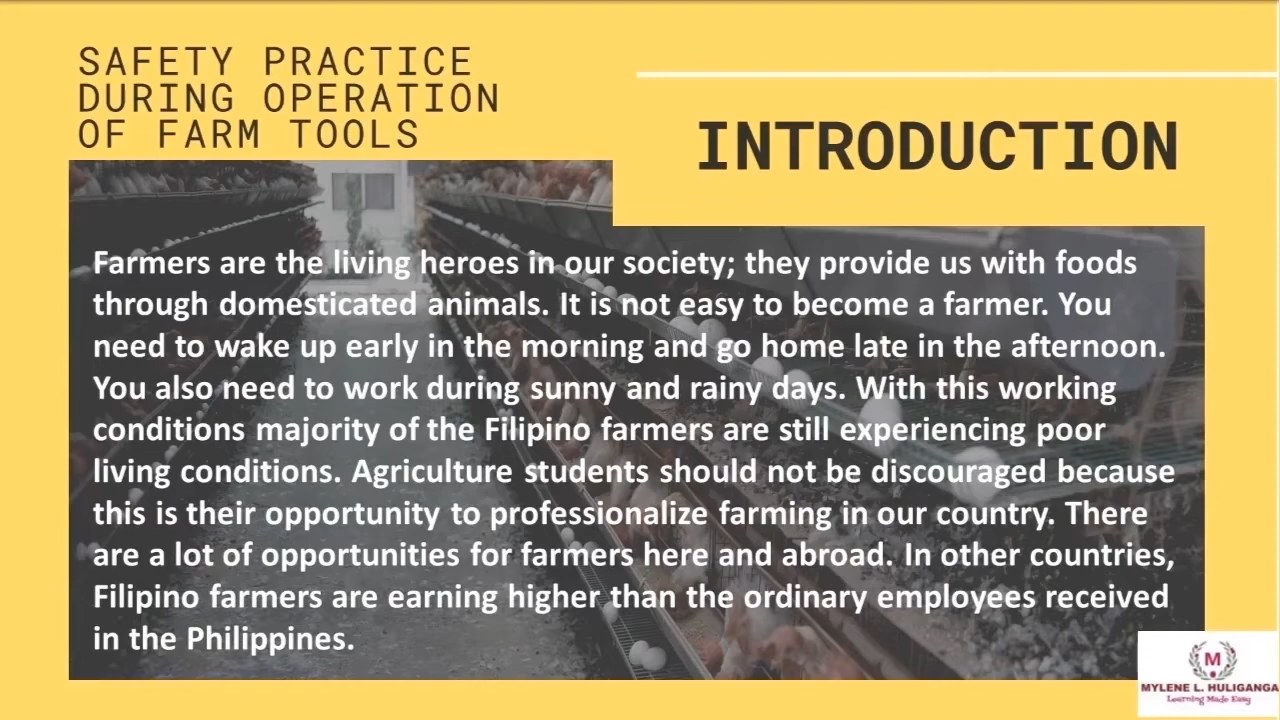 SAFETY PRACTICE
DURING OPERATION
OF FARM TOOLS
INTRODUCTION
Farmers are the living heroes in our society; they provide us with foods
through domesticated animals. It is not easy to become a farmer. You
need to wake up early in the morning and go home late in the afternoon.
You also need to work during sunny and rainy days. With this working
conditions majority of the Filipino farmers are still experiencing poor
living conditions. Agriculture students should not be discouraged because
this is their opportunity to professionalize farming in our country. There
are a lot of opportunities for farmers here and abroad. In other countries,
Filipino farmers are earning higher than the ordinary employees received
in the Philippines.
M
MYLENE L. HULIGANGA
Learning Made Easy